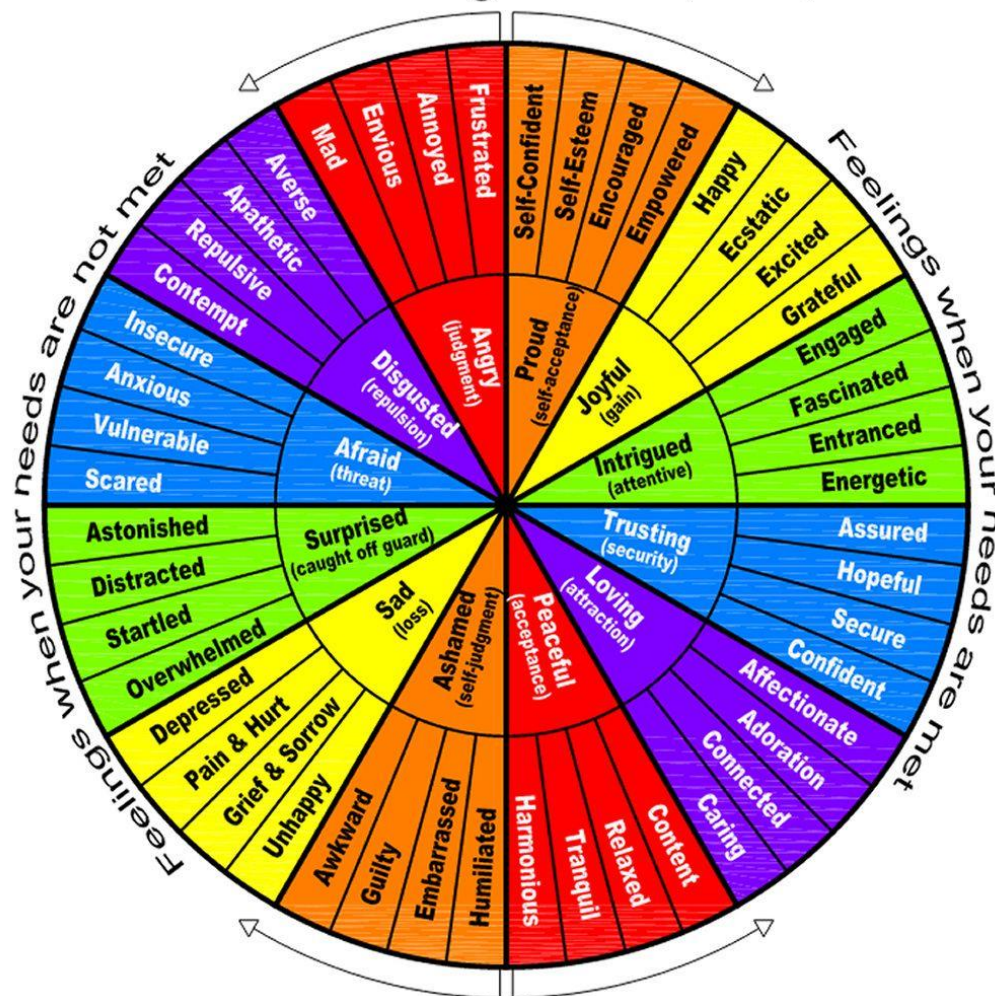 Feelings when your needs are not met
Feelings when your needs are met
Mad
Envious
Annoyed
Frustrated
Angry
(judgment)
Self-Confident
Self-Esteem
Encouraged
Empowered
Proud
(self-acceptance)
Happy
Ecstatic
Excited
Grateful
Joyful
(gain)
Engaged
Fascinated
Entranced
Energetic
Intrigued
(attentive)
Assured
Hopeful
Secure
Confident
Trusting
(security)
Affectionate
Adoration
Connected
Caring
Loving
(attraction)
Content
Relaxed
Tranquil
Harmonious
Peaceful
(acceptance)
Humiliated
Embarrassed
Guilty
Awkward
Ashamed
(self-judgment)
Unhappy
Grief & Sorrow
Pain & Hurt
Depressed
Sad
(loss)
Overwhelmed
Startled
Distracted
Astonished
Surprised
(caught off guard)
Scared
Vulnerable
Anxious
Insecure
Afraid
(threat)
Contempt
Repulsive
Apathetic
Averse
Disgusted
(repulsion)